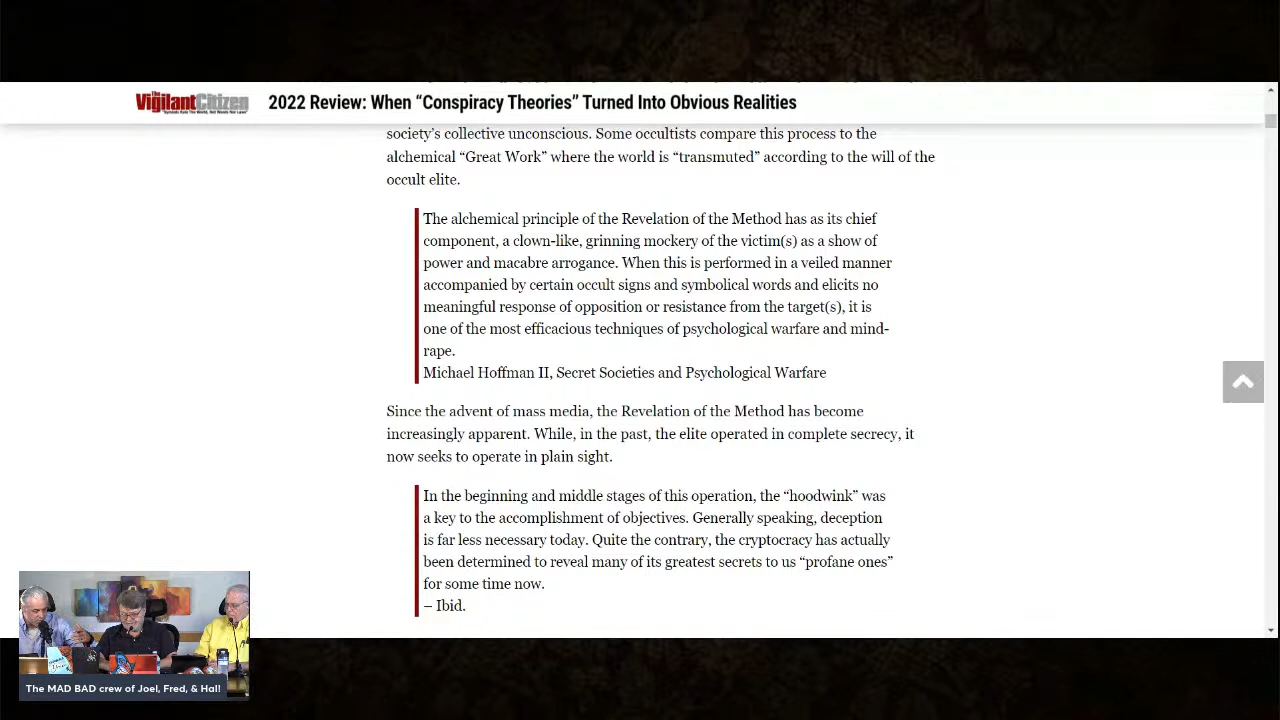 The
VigilantCitizen
2022 Review: When “Conspiracy Theories” Turned Into Obvious Realities
society’s collective unconscious. Some occultists compare this process to the
alchemical “Great Work” where the world is “transmuted” according to the will of the
occult elite.
The alchemical principle of the Revelation of the Method has as its chief
component, a clown-like, grinning mockery of the victim(s) as a show of
power and macabre arrogance. When this is performed in a veiled manner
accompanied by certain occult signs and symbolical words and elicits no
meaningful response of opposition or resistance from the target(s), it is
one of the most efficacious techniques of psychological warfare and mind-
rape.
Michael Hoffman II, Secret Societies and Psychological Warfare
Since the advent of mass media, the Revelation of the Method has become
increasingly apparent. While, in the past, the elite operated in complete secrecy, it
now seeks to operate in plain sight.
In the beginning and middle stages of this operation, the “hoodwink” was
a key to the accomplishment of objectives. Generally speaking, deception
is far less necessary today. Quite the contrary, the cryptocracy has actually
been determined to reveal many of its greatest secrets to us “profane ones”
for some time now.
– Ibid.
The MAD BAD crew of Joel, Fred, & Hal!